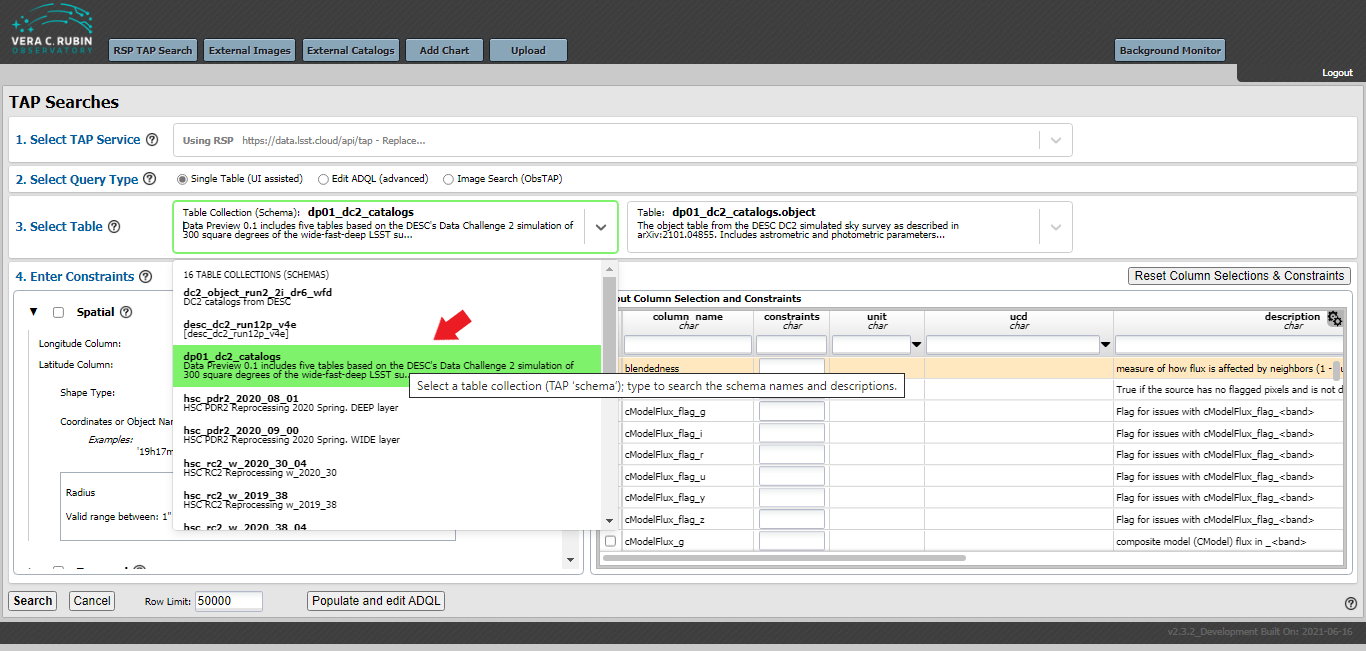 VERA C. RUBIN
OBSERVATORY
RSP TAP Search
External Images
External Catalogs
Add Chart
Upload
Background Monitor
Logout
TAP Searches
1. Select TAP Service
Using RSP https://data.lsst.cloud/api/tap - Replace...
2. Select Query Type
Single Table (UI assisted)
Edit ADQL (advanced)
Image Search (ObsTAP)
3. Select Table
Table Collection (Schema): dp01_dc2_catalogs
Data Preview 0.1 includes five tables based on the DESC's Data Challenge 2 simulation of
300 square degrees of the wide-fast-deep LSST su...
Table: dp01_dc2_catalogs.object
The object table from the DESC DC2 simulated sky survey as described in
arXiv:2101.04855. Includes astrometric and photometric parameters...
4. Enter Constraints
Reset Column Selections & Constraints
Spatial
Longitude Column:
Latitude Column:
Shape Type:
Coordinates or Object Nam
Examples:
'19h17m
Radius
Valid range between: 1"
16 TABLE COLLECTIONS (SCHEMAS)
dc2_object_run2_2i_dr6_wfd
DC2 catalogs from DESC
desc_dc2_run12p_v4e
[desc_dc2_run12p_v4e]
dp01_dc2_catalogs
Data Preview 0.1 includes five tables based on the DESC's Data Challenge 2 simulation of
300 square degrees of the wide-fast-deep LSST su...
Select a table collection (TAP 'schema'); type to search the schema names and descriptions.
hsc_pdr2_2020_08_01
HSC PDR2 Reprocessing 2020 Spring. DEEP layer
hsc_pdr2_2020_09_00
HSC PDR2 Reprocessing 2020 Spring. WIDE layer
hsc_rc2_w_2020_30_04
HSC RC2 Reprocessing w_2020_30
hsc_rc2_w_2019_38
HSC RC2 Reprocessing w_2019_38
hsc_rc2_w_2020_38_04
out Column Selection and Constraints
column_name constraints unit ucd description
char char char char char
blendedness measure of how flux is affected by neighbors (1 -
True if the source has no flagged pixels and is not d
cModelFlux_flag_g Flag for issues with cModelFlux_flag_<band>
cModelFlux_flag_i Flag for issues with cModelFlux_flag_<band>
cModelFlux_flag_r Flag for issues with cModelFlux_flag_<band>
cModelFlux_flag_u Flag for issues with cModelFlux_flag_<band>
cModelFlux_flag_y Flag for issues with cModelFlux_flag_<band>
cModelFlux_flag_z Flag for issues with cModelFlux_flag_<band>
cModelFlux_g composite model (CModel) flux in _<band>
Search
Cancel
Row Limit: 50000
Populate and edit ADQL
v2.3.2_Development Built On: 2021-06-16